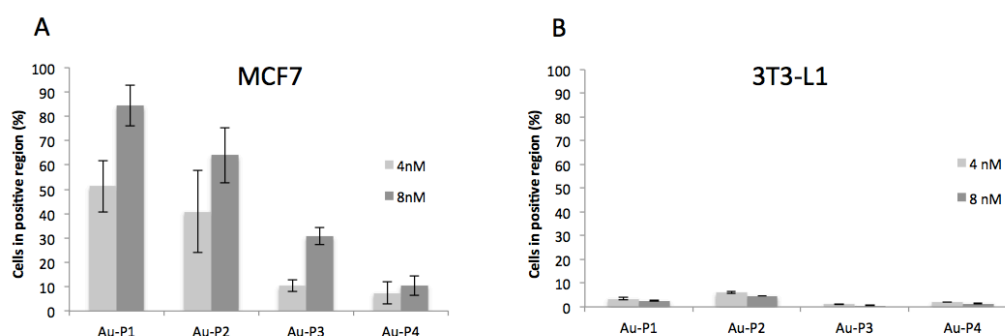 A
MCF7
Cells in positive region (%)
100
90
80
70
60
50
40
30
20
10
0
4nM
8nM
Au-P1 Au-P2 Au-P3 Au-P4
B
3T3-L1
Cells in positive region (%)
100
90
80
70
60
50
40
30
20
10
0
4 nM
8 nM
Au-P1 Au-P2 Au-P3 Au-P4